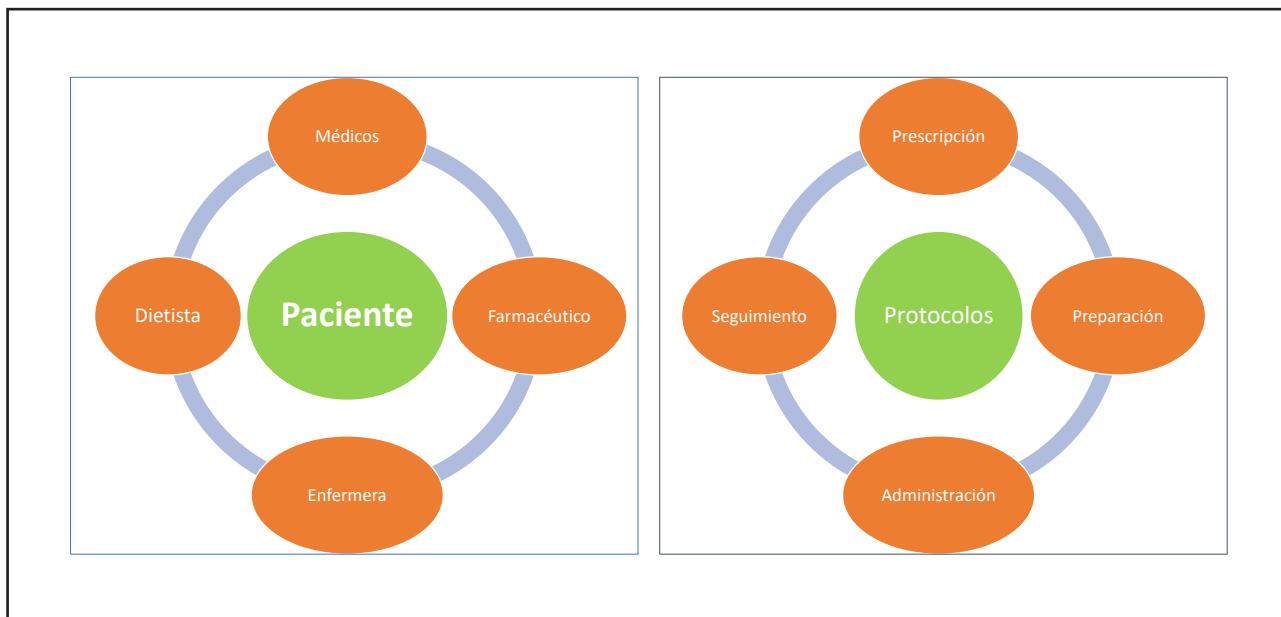 Médicos
Dietista
Paciente
Farmacéutico
Enfermera
Prescripción
Seguimiento
Protocolos
Preparación
Administración